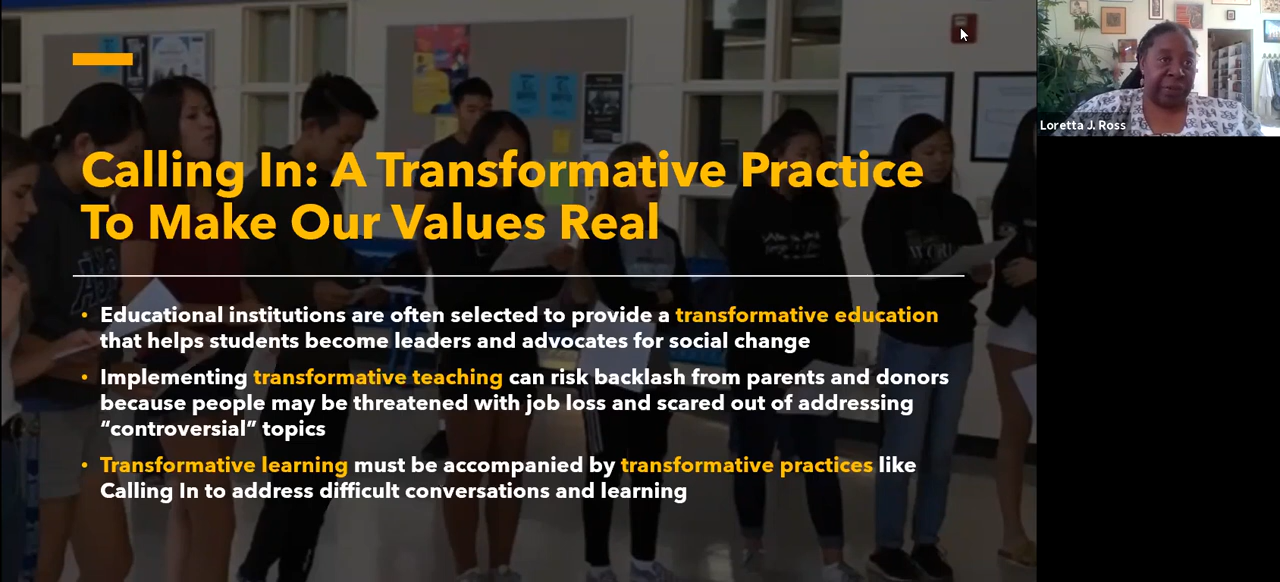 Calling In: A Transformative Practice
To Make Our Values Real
• Educational institutions are often selected to provide a transformative education
that helps students become leaders and advocates for social change
• Implementing transformative teaching can risk backlash from parents and donors
because people may be threatened with job loss and scared out of addressing
“controversial” topics
• Transformative learning must be accompanied by transformative practices like
Calling In to address difficult conversations and learning
Loretta J. Ross